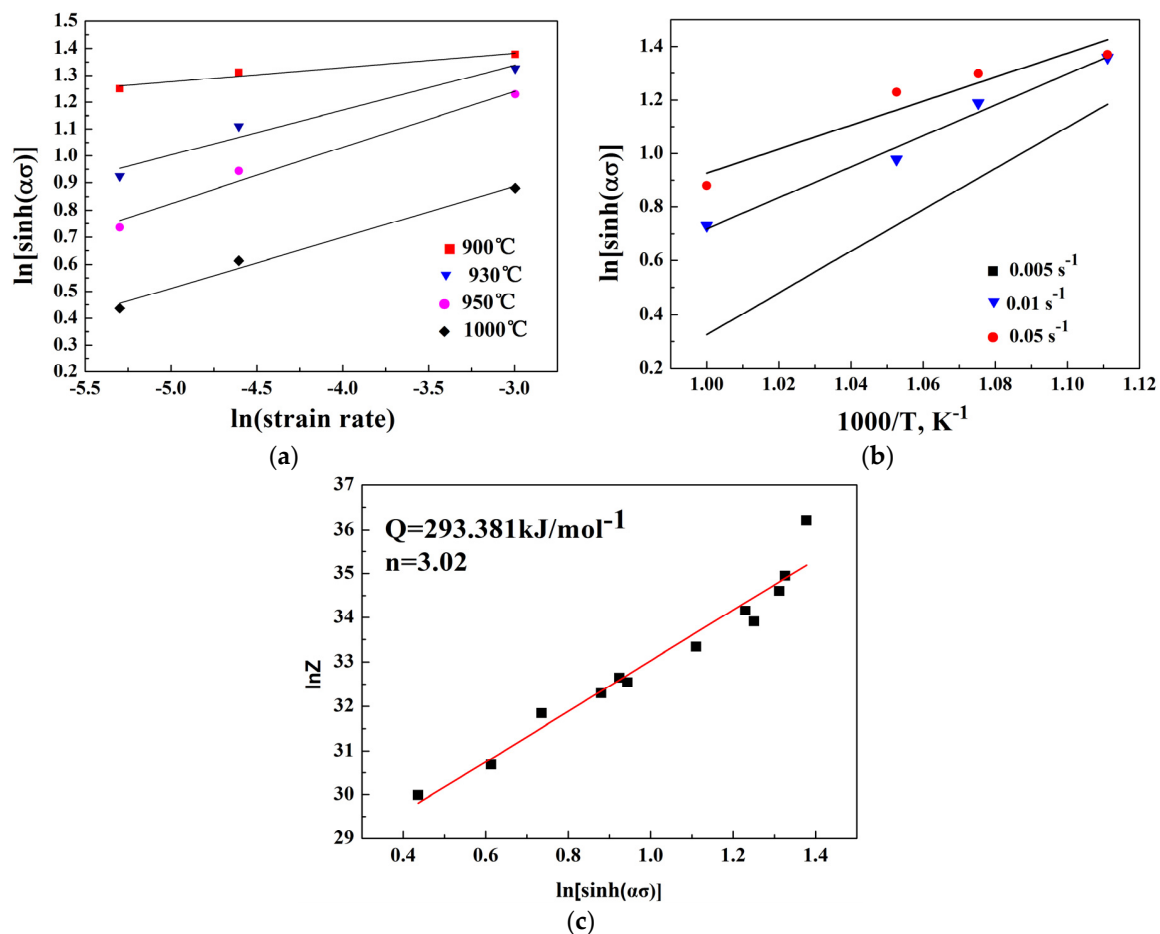 1.5
1.4
1.3
1.2
1.1
1.0
0.9
0.8
0.7
0.6
0.5
0.4
0.3
0.2
ln[sinh(ασ)]
900℃
930℃
950℃
1000℃
-5.5 -5.0 -4.5 -4.0 -3.5 -3.0
ln(strain rate)
(a)
1.4
1.2
1.0
0.8
0.6
0.4
0.2
ln[sinh(ασ)]
0.005 s-1
0.01 s-1
0.05 s-1
1.00 1.02 1.04 1.06 1.08 1.10 1.12
1000/T, K-1
(b)
37
36
35
34
33
32
31
30
29
lnZ
Q=293.381kJ/mol-1
n=3.02
0.4 0.6 0.8 1.0 1.2 1.4
ln[sinh(ασ)]
(c)